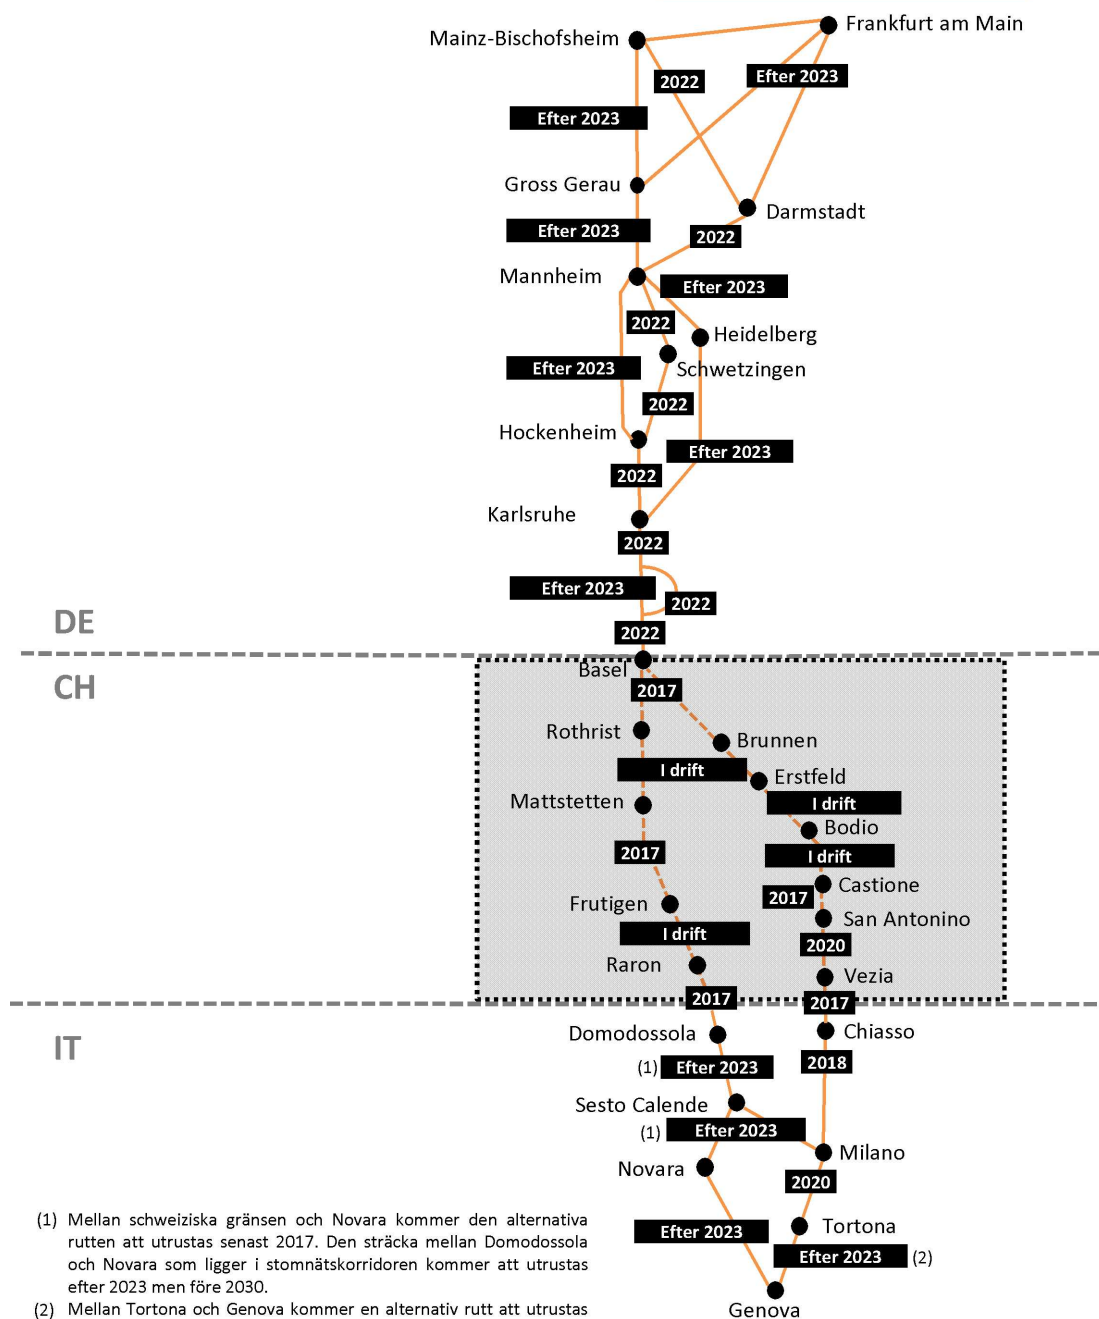 Frankfurt am Main
Mainz-Bischofsheim
2022
Efter 2023
Efter 2023
Gross Gerau
Darmstadt
Efter 2023
2022
Mannheim
Efter 2023
2022
Heidelberg
Efter 2023
Schwetzingen
2022
Hockenheim
Efter 2023
2022
Karlsruhe
2022
Efter 2023
2022
DE
2022
Basel
CH
2017
Rothrist
Brunnen
I drift
Erstfeld
Mattstetten
I drift
Bodio
2017
I drift
Castione
2017
Frutigen
San Antonino
I drift
2020
Raron
Vezia
2017
2017
Domodossola
Chiasso
IT
(1) Efter 2023
2018
Sesto Calende
(1) Efter 2023
Milano
Novara
2020
Tortona
Efter 2023
Efter 2023 (2)
Genova
(1) Mellan schweiziska gränsen och Novara kommer den alternativa
rutten att utrustas senast 2017. Den sträcka mellan Domodossola
och Novara som ligger i stomnätskorridoren kommer att utrustas
efter 2023 men före 2030.
(2) Mellan Tortona och Genova kommer en alternativ rutt att utrustas